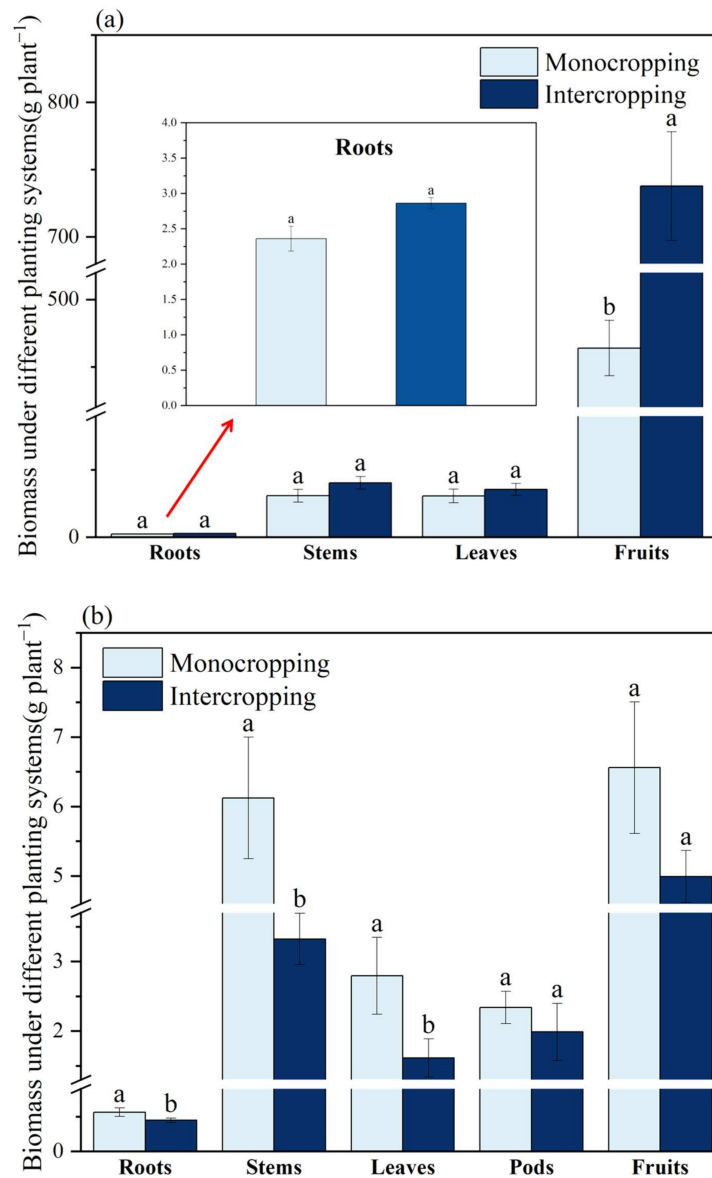 (a)
Monocropping
Intercropping
Biomass under different planting systems(g plant⁻¹)
800
700
500
0
Roots
4.0
3.5
3.0
2.5
2.0
1.5
1.0
0.5
0.0
a
a
a
a
a
a
a
a
b
a
Roots
Stems
Leaves
Fruits
(b)
Monocropping
Intercropping
Biomass under different planting systems(g plant⁻¹)
8
7
6
5
3
2
0
a
b
a
b
a
b
a
a
a
a
Roots
Stems
Leaves
Pods
Fruits